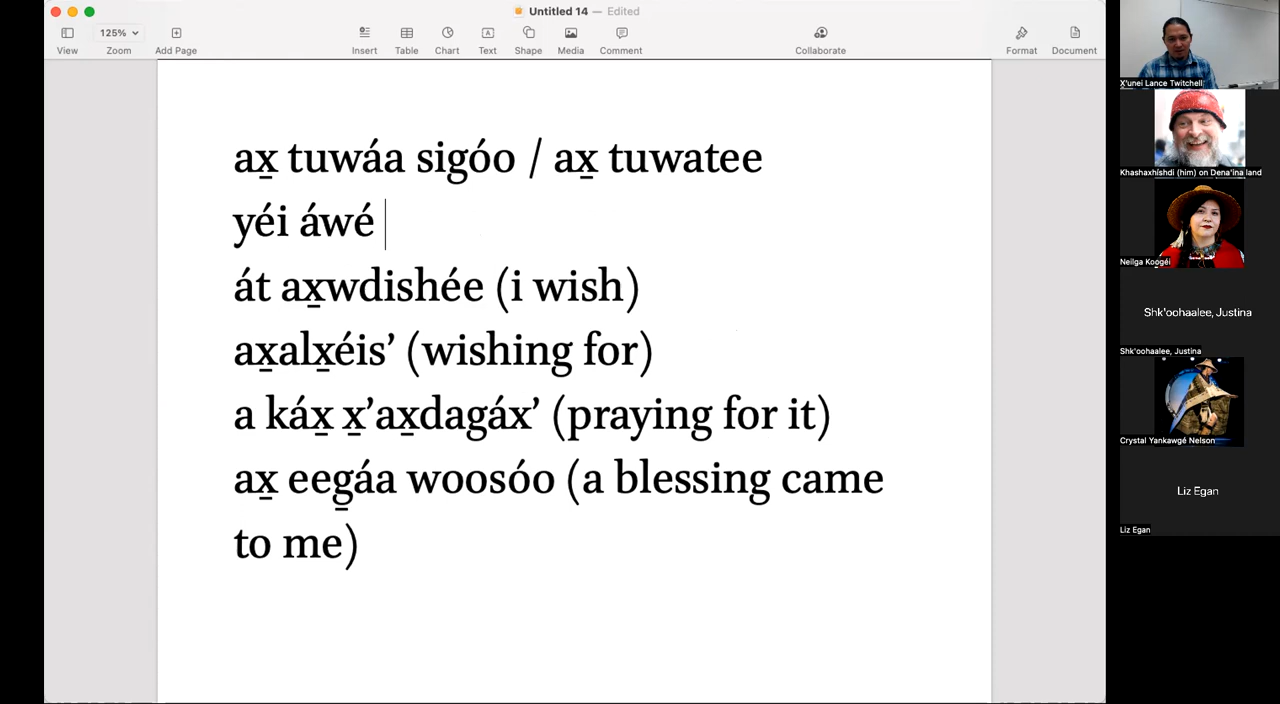 Untitled 14 — Edited
125%
View Zoom Add Page Insert Table Chart Text Shape Media Comment Collaborate Format Document
ax̱ tuwáa sigóo / ax̱ tuwatee
yéi áwé
át ax̱wdishée (i wish)
ax̱alx̱éis’ (wishing for)
a káx̱ x̱’ax̱dagáx’ (praying for it)
ax̱ eeg̱áa woosóo (a blessing came
to me)
X̱'unei Lance Twitchell
Khashaxhíshdi (him) on Dena'ina land
Neilga Koogéi
Shk'oohaalee, Justina
Shk'oohaalee, Justina
Crystal Yankawgé Nelson
Liz Egan
Liz Egan